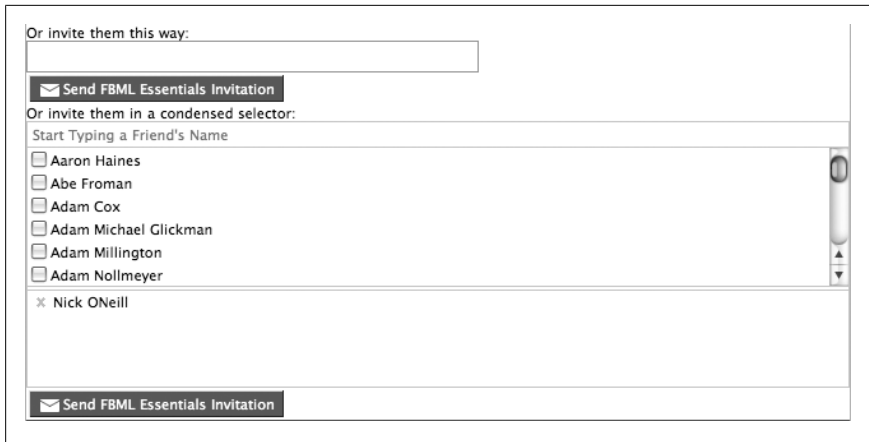 Or invite them this way:
Send FBML Essentials Invitation
Or invite them in a condensed selector:
Start Typing a Friend's Name
Aaron Haines
Abe Froman
Adam Cox
Adam Michael Glickman
Adam Millington
Adam Nollmeyer
x Nick ONeill
Send FBML Essentials Invitation